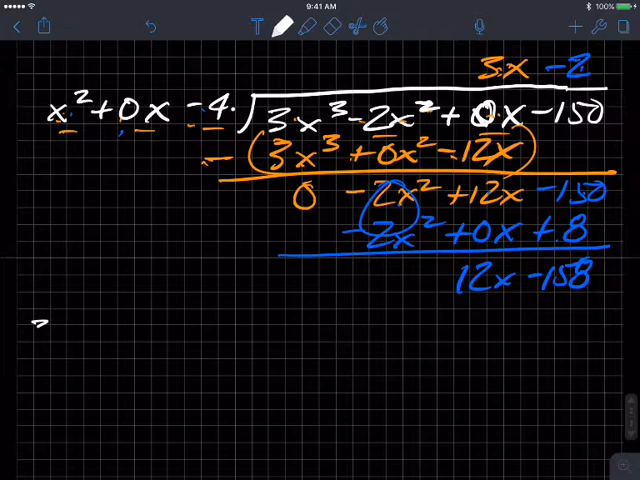 9:41 AM
100%
T
3x -2
x² + 0x - 4 3x³ - 2x² + 0x - 150
- (3x³ + 0x² - 12x)
0 - 2x² + 12x - 150
- 2x² + 0x + 8
12x - 158
=